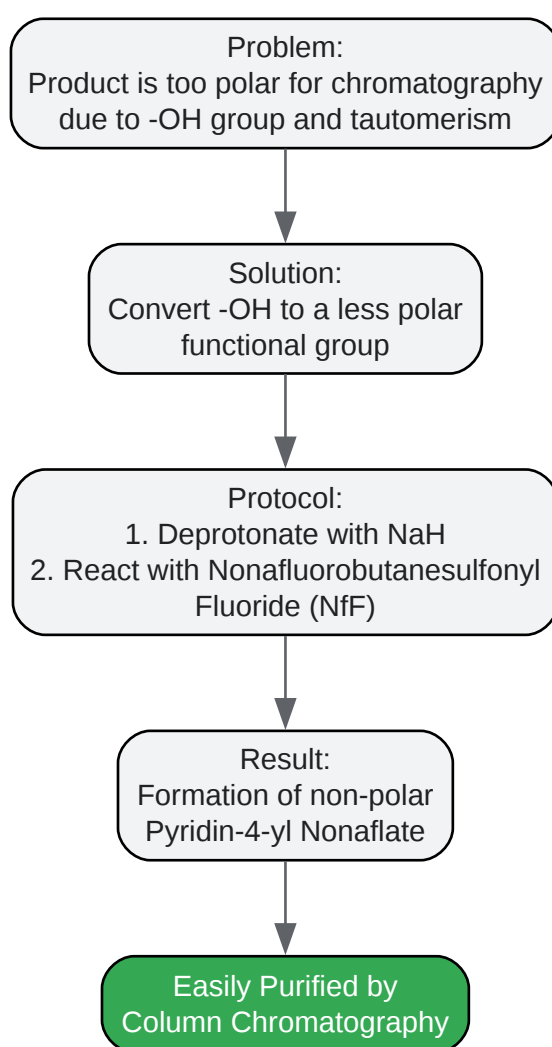 Problem:
Product is too polar for chromatography
due to -OH group and tautomerism
Solution:
Convert -OH to a less polar
functional group
Protocol:
1. Deprotonate with NaH
2. React with Nonafluorobutanesulfonyl
Fluoride (NfF)
Result:
Formation of non-polar
Pyridin-4-yl Nonaflate
Easily Purified by
Column Chromatography